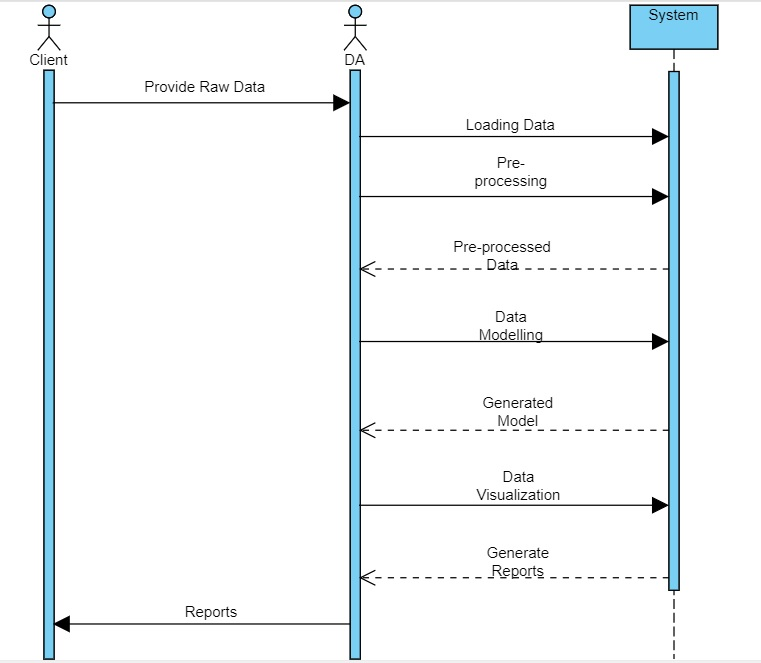 System
Client
DA
Provide Raw Data
Loading Data
Pre-
processing
Pre-processed
Data
Data
Modelling
Generated
Model
Data
Visualization
Generate
Reports
Reports